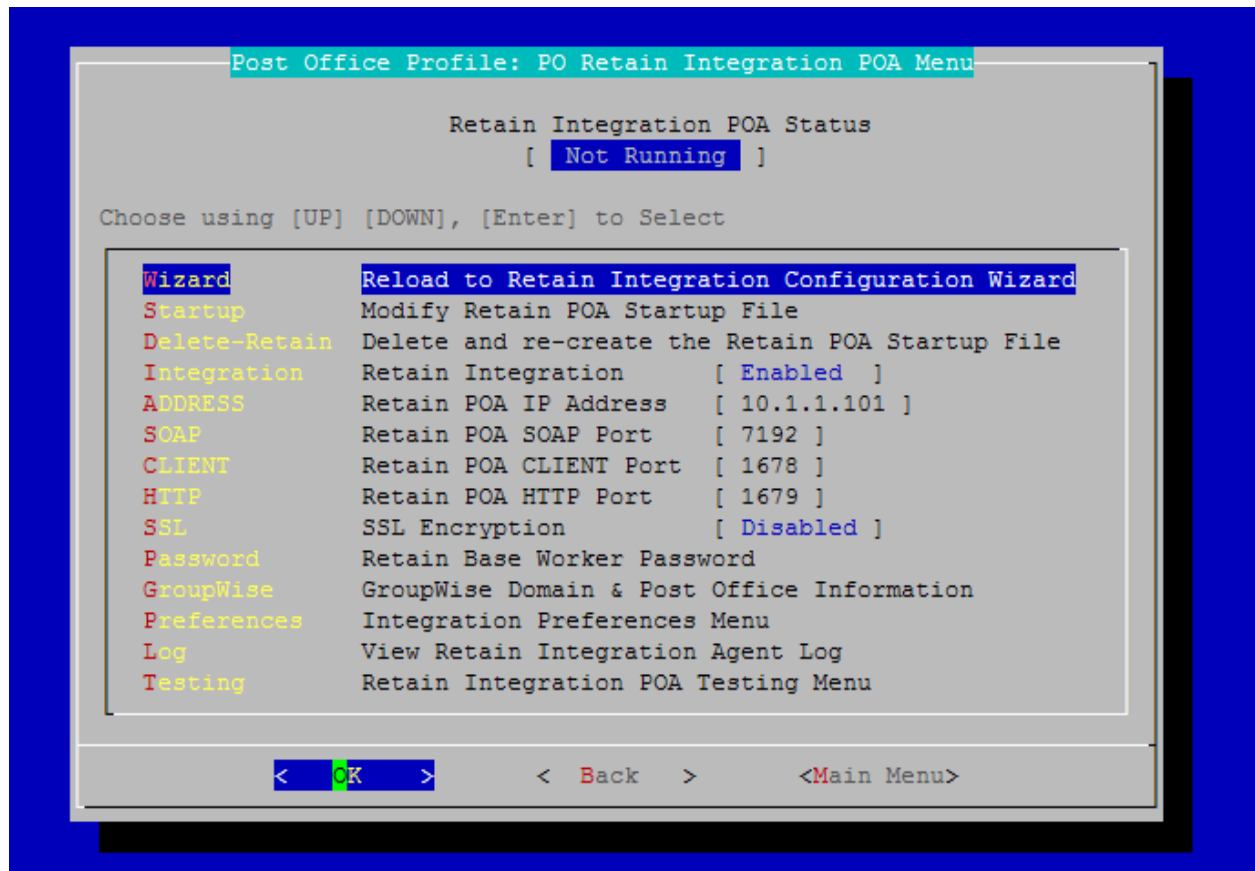 Post Office Profile: PO Retain Integration POA Menu
Retain Integration POA Status
[ Not Running ]
Choose using [UP] [DOWN], [Enter] to Select
Wizard Reload to Retain Integration Configuration Wizard
Startup Modify Retain POA Startup File
Delete-Retain Delete and re-create the Retain POA Startup File
Integration Retain Integration [ Enabled ]
ADDRESS Retain POA IP Address [ 10.1.1.101 ]
SOAP Retain POA SOAP Port [ 7192 ]
CLIENT Retain POA CLIENT Port [ 1678 ]
HTTP Retain POA HTTP Port [ 1679 ]
SSL SSL Encryption [ Disabled ]
Password Retain Base Worker Password
GroupWise GroupWise Domain & Post Office Information
Preferences Integration Preferences Menu
Log View Retain Integration Agent Log
Testing Retain Integration POA Testing Menu
< OK > < Back > <Main Menu>